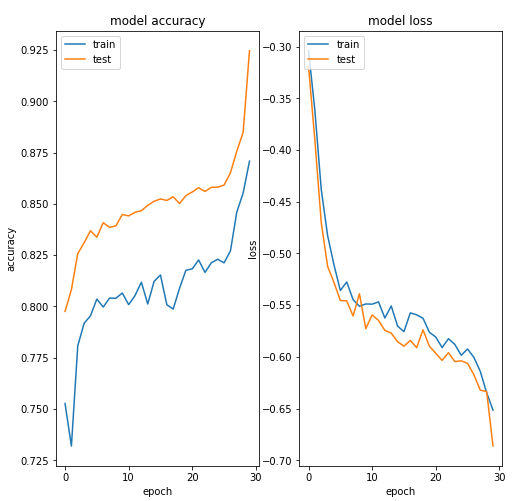 model accuracy
train
test
0.925
0.900
0.875
0.850
0.825
0.800
0.775
0.750
0.725
accuracy
0
10
20
30
epoch
model loss
train
test
−0.30
−0.35
−0.40
−0.45
−0.50
−0.55
−0.60
−0.65
−0.70
loss
0
10
20
30
epoch